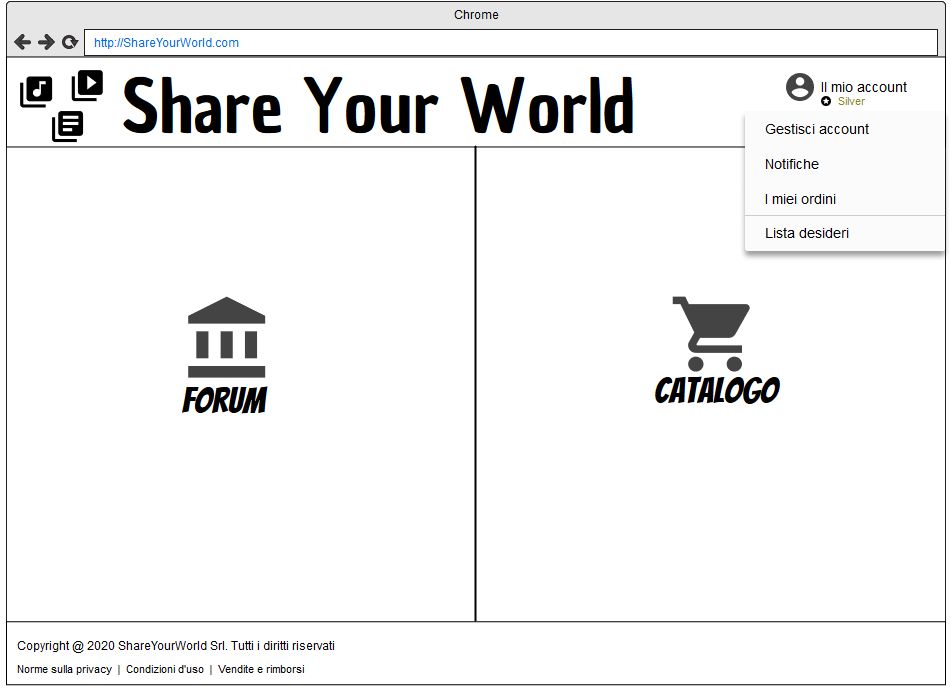 Chrome
http://ShareYourWorld.com
Share Your World
Il mio account
Silver
Gestisci account
Notifiche
I miei ordini
Lista desideri
FORUM
CATALOGO
Copyright @ 2020 ShareYourWorld Srl. Tutti i diritti riservati
Norme sulla privacy | Condizioni d'uso | Vendite e rimborsi